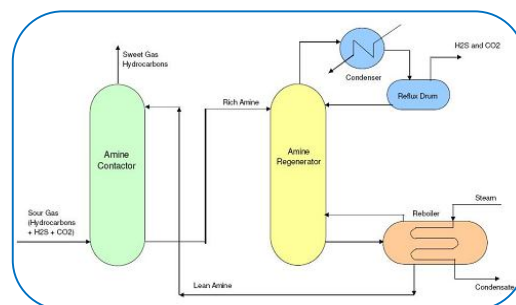 Sweet Gas
Hydrocarbons
Condenser
H2S and CO2
Reflux Drum
Rich Amine
Amine
Contactor
Amine
Regenerator
Sour Gas
(Hydrocarbons
+ H2S + CO2)
Reboiler
Steam
Lean Amine
Condensate